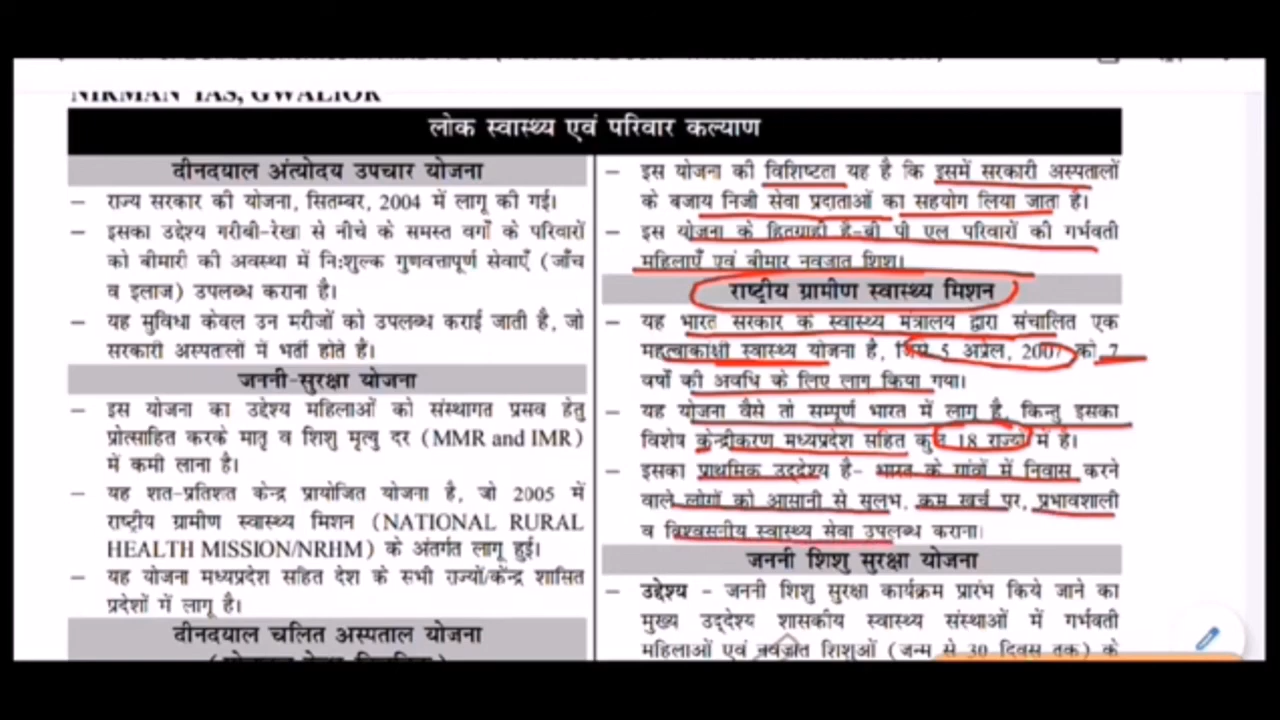 NIRMAN IAS, GWALIOR
लोक स्वास्थ्य एवं परिवार कल्याण
दीनदयाल अंत्योदय उपचार योजना
– राज्य सरकार की योजना, सितम्बर, 2004 में लागू की गई।
– इसका उद्देश्य गरीबी-रेखा से नीचे के समस्त वर्गों के परिवारों
को बीमारी की अवस्था में नि:शुल्क गुणवत्तापूर्ण सेवाएँ (जाँच
व इलाज) उपलब्ध कराना है।
– यह सुविधा केवल उन मरीजों को उपलब्ध कराई जाती है, जो
सरकारी अस्पतालों में भर्ती होते है।
जननी-सुरक्षा योजना
– इस योजना का उद्देश्य महिलाओं को संस्थागत प्रसव हेतु
प्रोत्साहित करके मातृ व शिशु मृत्यु दर (MMR and IMR)
में कमी लाना है।
– यह शत-प्रतिशत केन्द्र प्रायोजित योजना है, जो 2005 में
राष्ट्रीय ग्रामीण स्वास्थ्य मिशन (NATIONAL RURAL
HEALTH MISSION/NRHM) के अंतर्गत लागू हुई।
– यह योजना मध्यप्रदेश सहित देश के सभी राज्यों/केन्द्र शासित
प्रदेशों में लागू है।
दीनदयाल चलित अस्पताल योजना
– इस योजना की विशिष्टता यह है कि इसमें सरकारी अस्पतालों
के बजाय निजी सेवा प्रदाताओं का सहयोग लिया जाता है।
– इस योजना के हितग्राही है-बी पी एल परिवारों की गर्भवती
महिलाएँ एवं बीमार नवजात शिशु।
राष्ट्रीय ग्रामीण स्वास्थ्य मिशन
– यह भारत सरकार के स्वास्थ्य मंत्रालय द्वारा संचालित एक
महत्वाकांक्षी स्वास्थ्य योजना है, जिसे 5 अप्रेल, 2007 को 7
वर्षों की अवधि के लिए लागू किया गया।
– यह योजना वैसे तो सम्पूर्ण भारत में लागू है, किन्तु इसका
विशेष केन्द्रीकरण मध्यप्रदेश सहित कुल 18 राज्यों में है।
– इसका प्राथमिक उद्देश्य है- भारत के गांवों में निवास करने
वाले लोगों को आसानी से सुलभ, कम खर्च पर, प्रभावशाली
व विश्वसनीय स्वास्थ्य सेवा उपलब्ध कराना।
जननी शिशु सुरक्षा योजना
– उद्देश्य - जननी शिशु सुरक्षा कार्यक्रम प्रारंभ किये जाने का
मुख्य उद्देश्य शासकीय स्वास्थ्य संस्थाओं में गर्भवती
महिलाओं एवं नवजात शिशुओं (जन्म से 30 दिवस तक) के